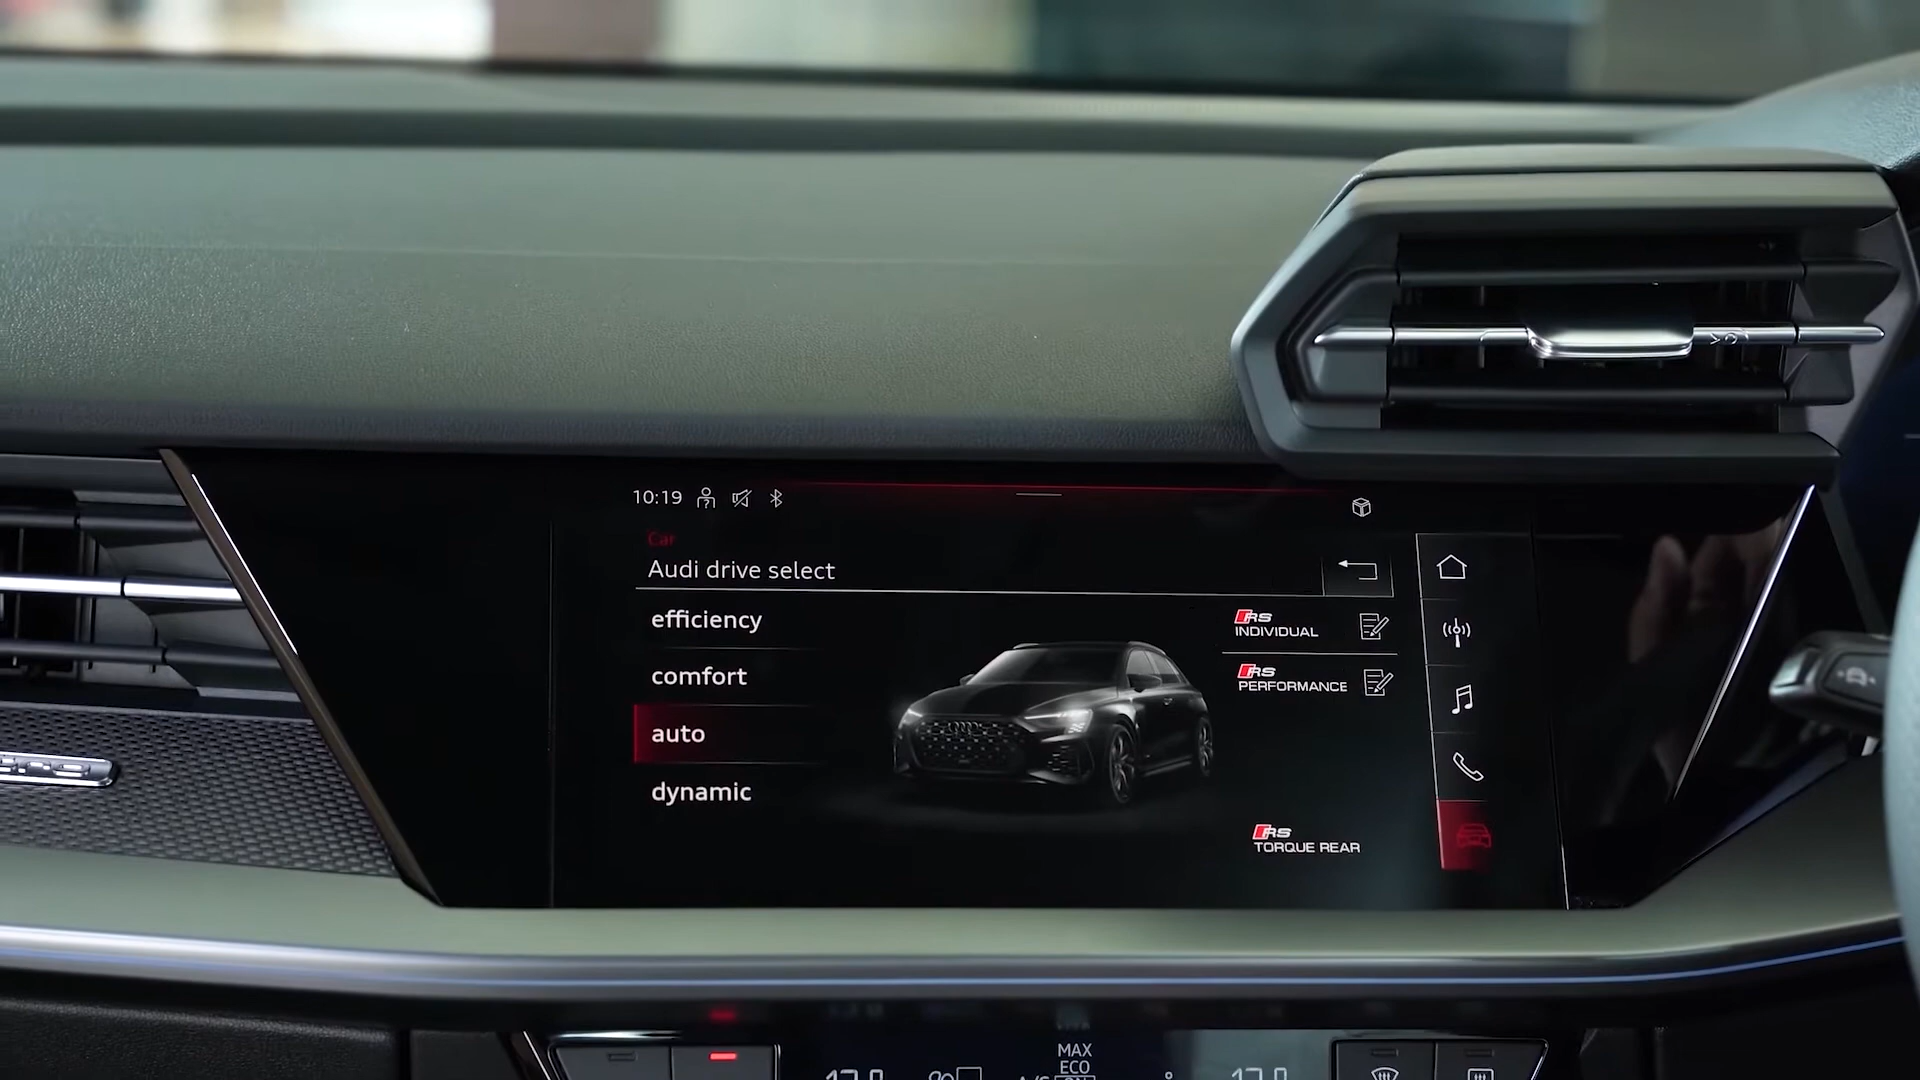 10:19
Car
Audi drive select
efficiency
comfort
auto
dynamic
RS
INDIVIDUAL
RS
PERFORMANCE
RS
TORQUE REAR
MAX
ECO